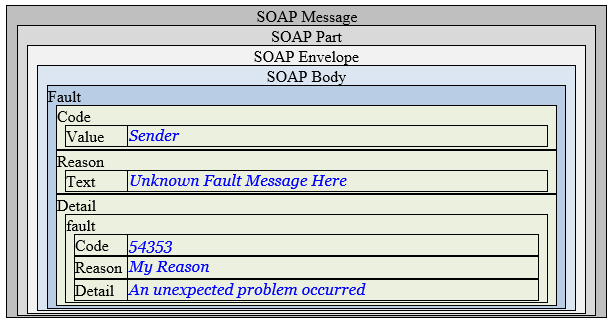 SOAP Message
SOAP Part
SOAP Envelope
SOAP Body
Fault
Code
Value Sender
Reason
Text Unknown Fault Message Here
Detail
fault
Code 54353
Reason My Reason
Detail An unexpected problem occurred